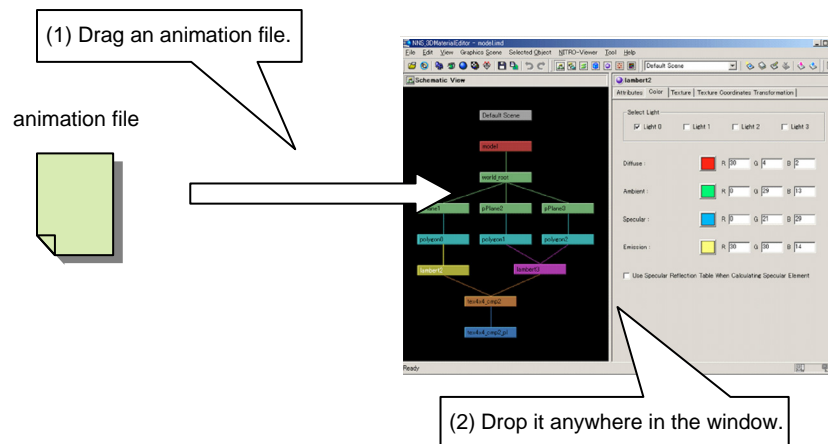 (1) Drag an animation file.
animation file
NNS_3DMaterialEditor - model.imd
File Edit View Graphics Scene Selected Object NITRO-Viewer Tool Help
Default Scene
Schematic View
lambert2
Attributes Color Texture Texture Coordinates Transformation
Default Scene
model
world_root
pPlane1 pPlane2 pPlane3
polygon0 polygon1 polygon2
lambert2 lambert3
tex4x4_cmp2
tex4x4_cmp2_pl
Select Light
Light 0 Light 1 Light 2 Light 3
Diffuse : R 30 G 4 B 2
Ambient : R 0 G 29 B 13
Specular : R 0 G 21 B 29
Emission : R 30 G 30 B 14
Use Specular Reflection Table When Calculating Specular Element
Ready
(2) Drop it anywhere in the window.